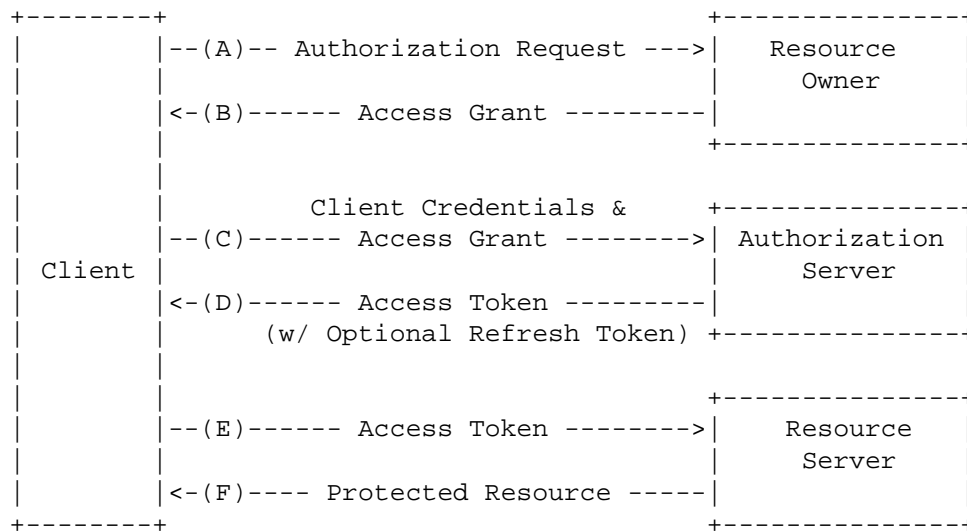 --(A)-- Authorization Request --->
Resource
Owner
<-(B)------ Access Grant ---------
Client Credentials &
--(C)------ Access Grant -------->
Authorization
Client
Server
<-(D)------ Access Token ---------
(w/ Optional Refresh Token)
--(E)------ Access Token -------->
Resource
Server
<-(F)---- Protected Resource -----